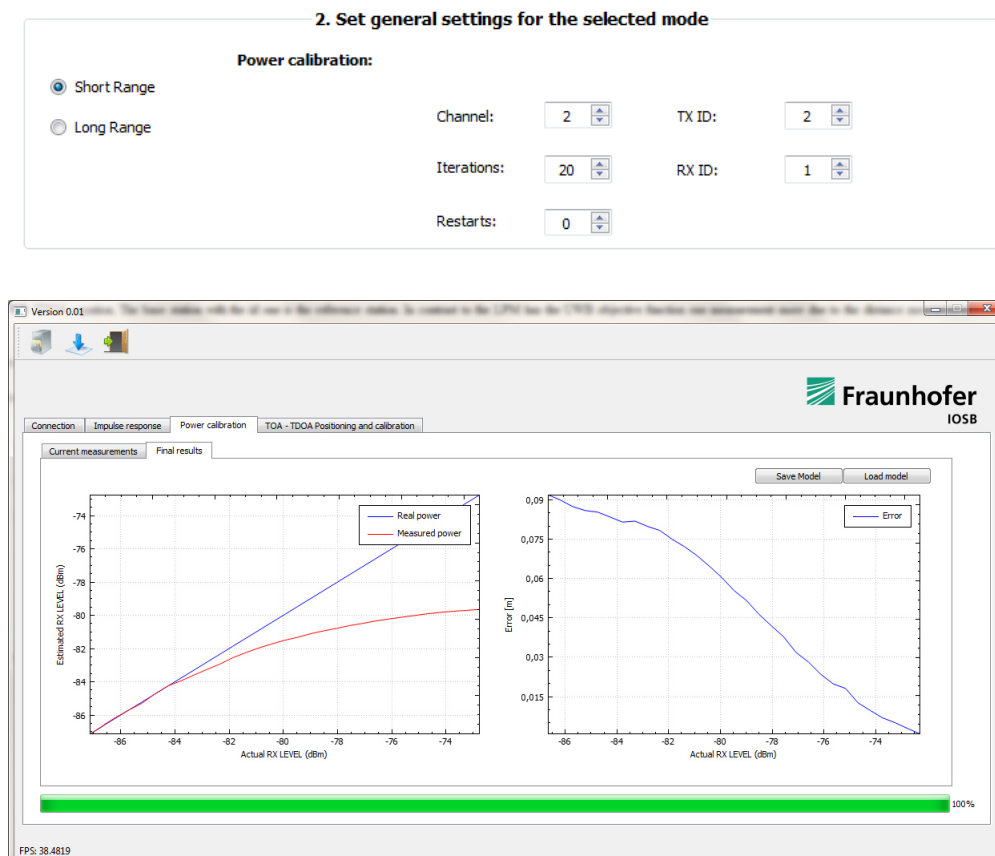 2. Set general settings for the selected mode
Power calibration:
Short Range
Long Range
Channel: 2 TX ID: 2
Iterations: 20 RX ID: 1
Restarts: 0
Version 0.01
Fraunhofer
IOSB
Connection Impulse response Power calibration TOA - TDOA Positioning and calibration
Current measurements Final results
Save Model Load model
Estimated RX LEVEL (dBm)
-74
-76
-78
-80
-82
-84
-86
Real power
Measured power
-86 -84 -82 -80 -78 -76 -74
Actual RX LEVEL (dBm)
Error [m]
0,09
0,075
0,06
0,045
0,03
0,015
Error
-86 -84 -82 -80 -78 -76 -74
Actual RX LEVEL (dBm)
100%
FPS: 38.4819